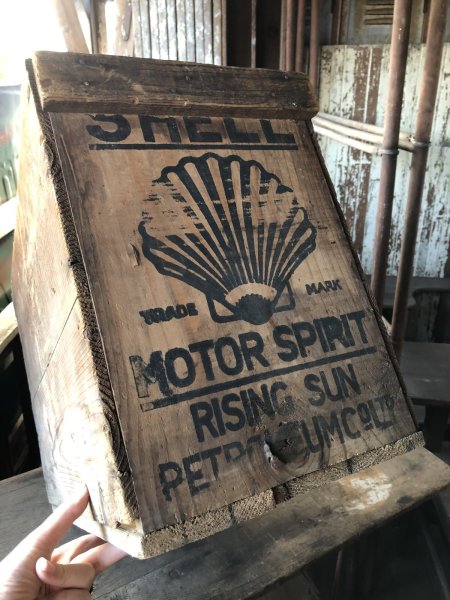 SHELL
TRADE MARK
MOTOR SPIRIT
RISING SUN
PETROLEUM CO LTD